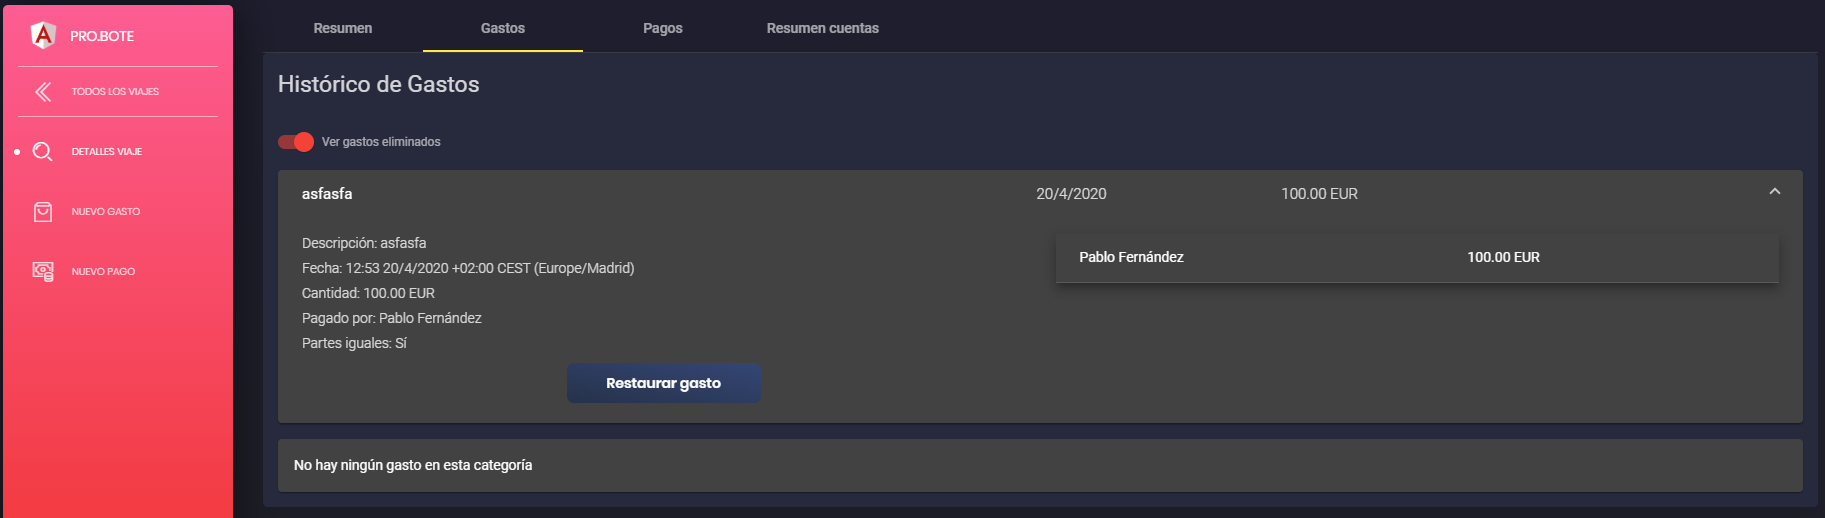 PRO.BOTE
TODOS LOS VIAJES
DETALLES VIAJE
NUEVO GASTO
NUEVO PAGO
Resumen Gastos Pagos Resumen cuentas
Histórico de Gastos
Ver gastos eliminados
asfasfa 20/4/2020 100.00 EUR
Descripción: asfasfa
Fecha: 12:53 20/4/2020 +02:00 CEST (Europe/Madrid)
Cantidad: 100.00 EUR
Pagado por: Pablo Fernández
Partes iguales: Sí
Pablo Fernández 100.00 EUR
Restaurar gasto
No hay ningún gasto en esta categoría